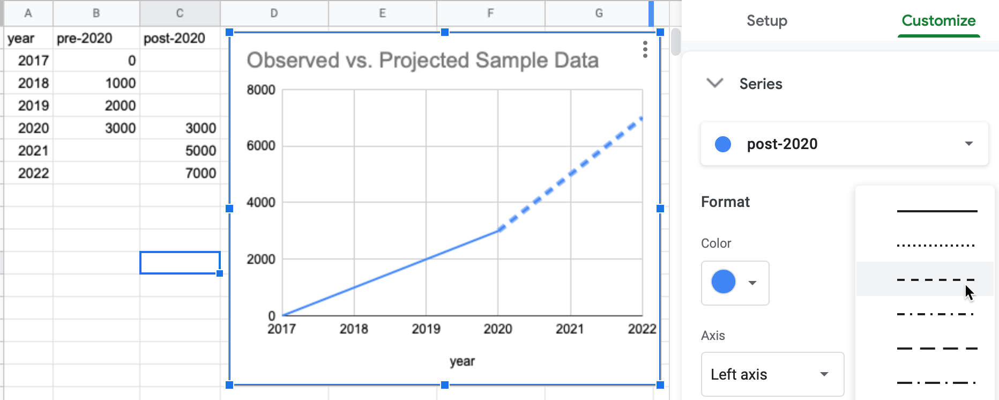 A B C D E F G
year pre-2020 post-2020
2017 0
2018 1000
2019 2000
2020 3000 3000
2021 5000
2022 7000
Observed vs. Projected Sample Data
8000
6000
4000
2000
0
2017 2018 2019 2020 2021 2022
year
Setup Customize
Series
post-2020
Format
Color
Axis
Left axis